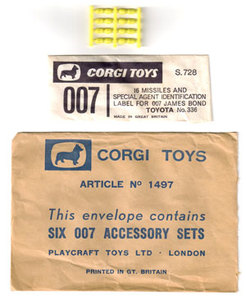 CORGI TOYS
S.728
007
16 MISSILES AND
SPECIAL AGENT IDENTIFICATION
LABEL FOR 007 JAMES BOND
TOYOTA No. 336
MADE IN GREAT BRITAIN
CORGI TOYS
ARTICLE Nº 1497
This envelope contains
SIX 007 ACCESSORY SETS
PLAYCRAFT TOYS LTD · LONDON
PRINTED IN GT. BRITAIN